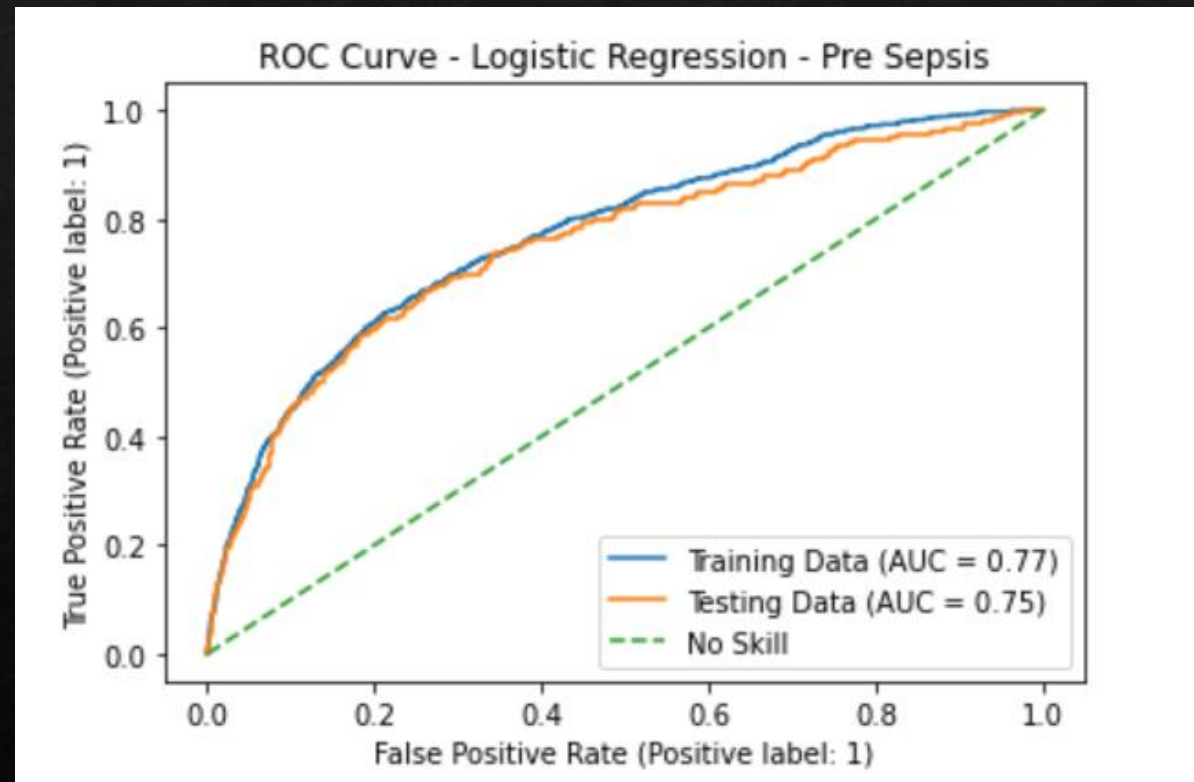 ROC Curve - Logistic Regression - Pre Sepsis
True Positive Rate (Positive label: 1)
1.0
0.8
0.6
0.4
0.2
0.0
Training Data (AUC = 0.77)
Testing Data (AUC = 0.75)
No Skill
0.0 0.2 0.4 0.6 0.8 1.0
False Positive Rate (Positive label: 1)